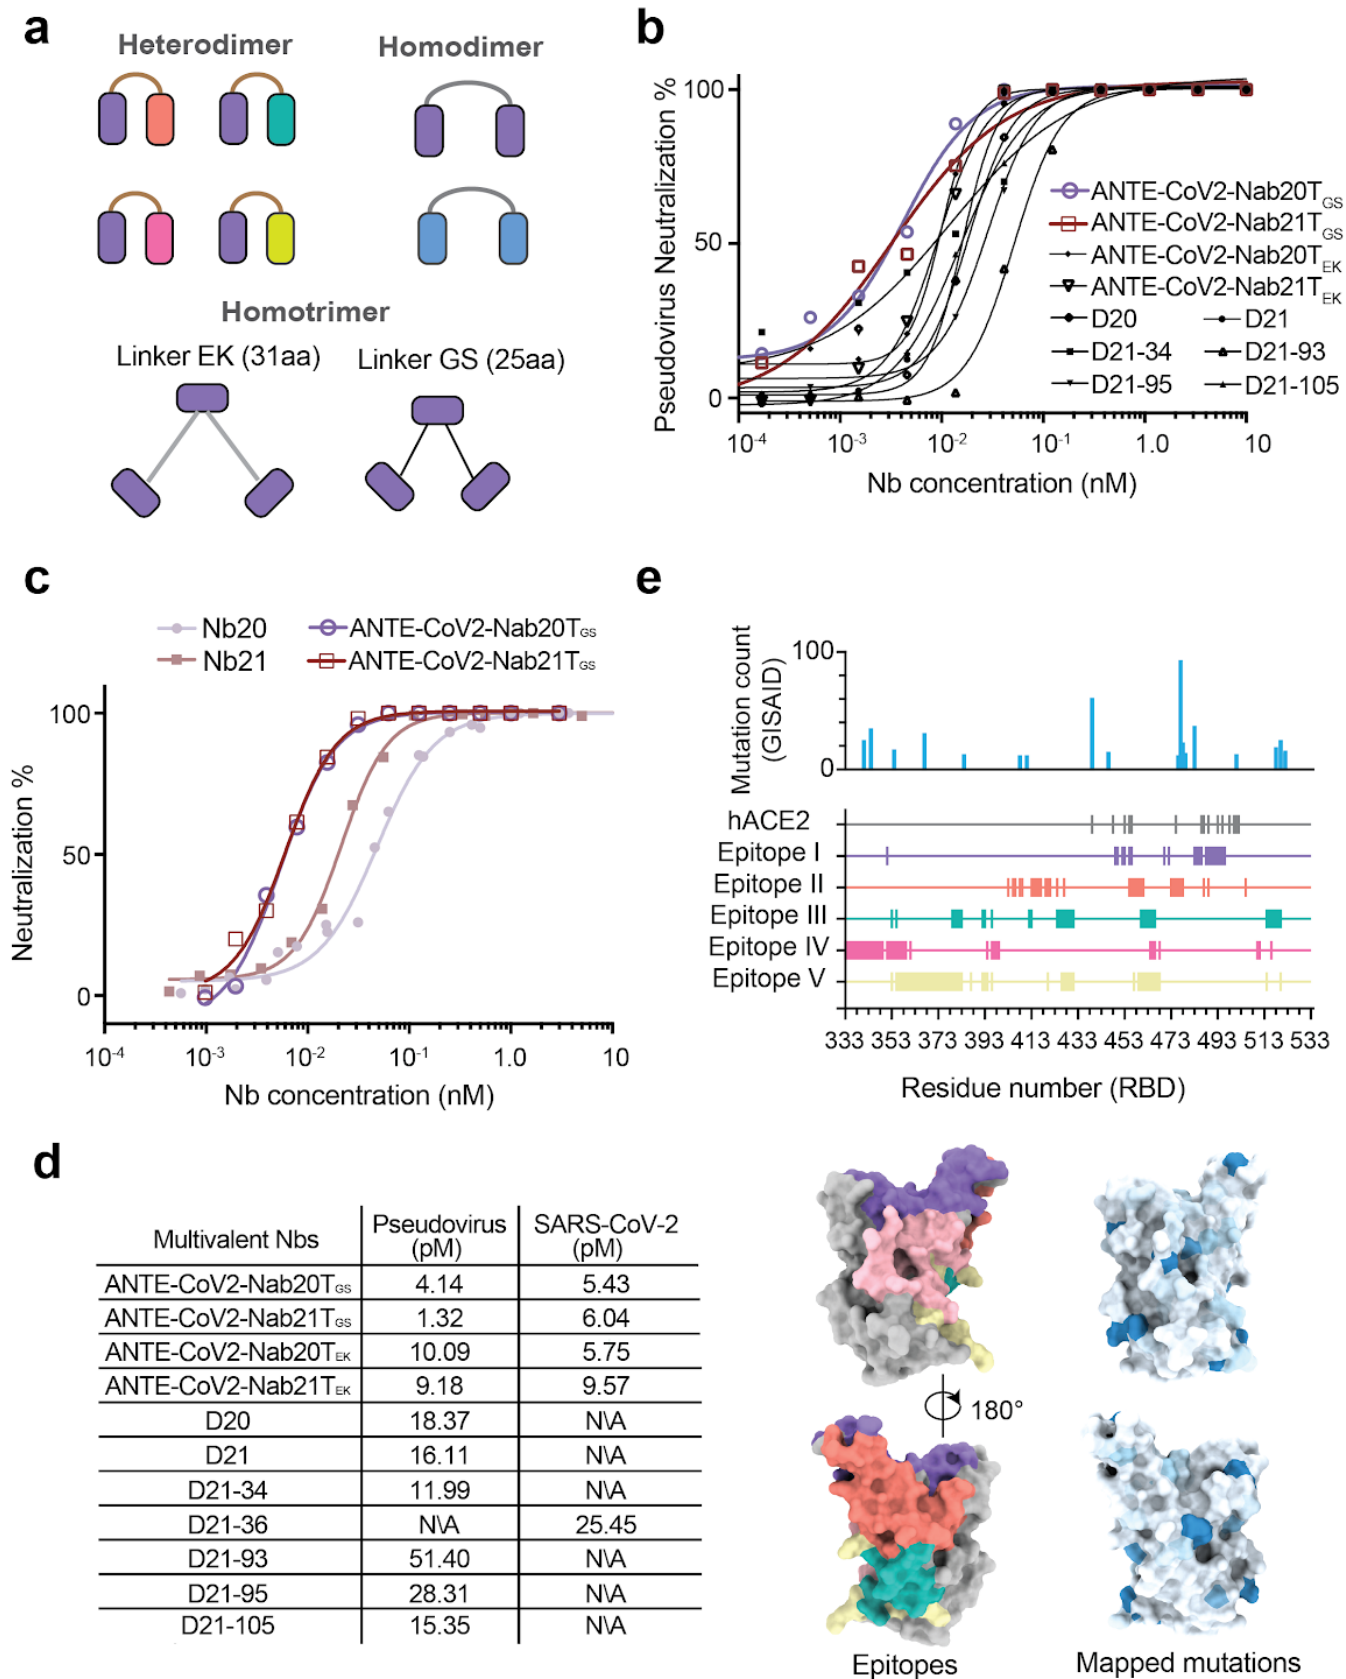 a
Heterodimer
Homodimer
Homotrimer
Linker EK (31aa)
Linker GS (25aa)
b
Pseudovirus Neutralization %
100
50
0
ANTE-CoV2-Nab20TGS
ANTE-CoV2-Nab21TGS
ANTE-CoV2-Nab20TEK
ANTE-CoV2-Nab21TEK
D20 D21
D21-34 D21-93
D21-95 D21-105
10-4 10-3 10-2 10-1 1.0 10
Nb concentration (nM)
c
Nb20 ANTE-CoV2-Nab20TGS
Nb21 ANTE-CoV2-Nab21TGS
Neutralization %
100
50
0
10-4 10-3 10-2 10-1 1.0 10
Nb concentration (nM)
e
Mutation count
(GISAID)
100
0
hACE2
Epitope I
Epitope II
Epitope III
Epitope IV
Epitope V
333 353 373 393 413 433 453 473 493 513 533
Residue number (RBD)
d
Multivalent Nbs Pseudovirus (pM) SARS-CoV-2 (pM)
ANTE-CoV2-Nab20TGS 4.14 5.43
ANTE-CoV2-Nab21TGS 1.32 6.04
ANTE-CoV2-Nab20TEK 10.09 5.75
ANTE-CoV2-Nab21TEK 9.18 9.57
D20 18.37 N\A
D21 16.11 N\A
D21-34 11.99 N\A
D21-36 N\A 25.45
D21-93 51.40 N\A
D21-95 28.31 N\A
D21-105 15.35 N\A
180°
Epitopes
Mapped mutations